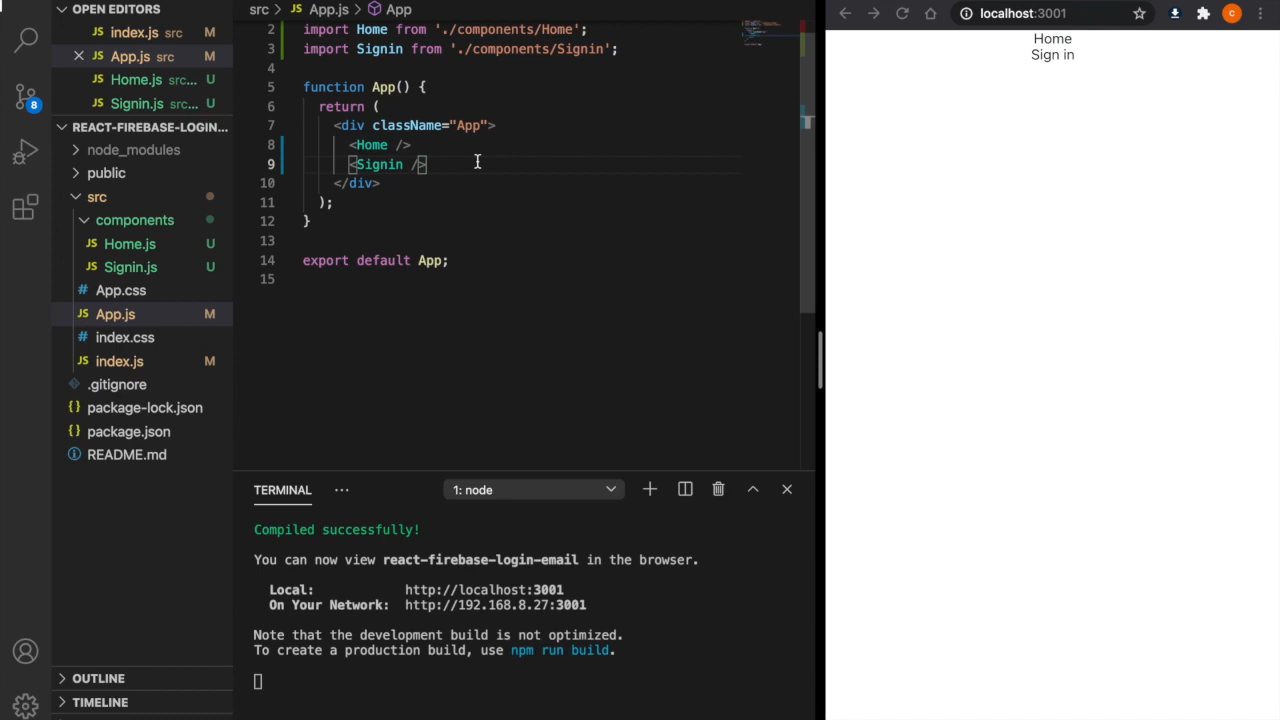 OPEN EDITORS
index.js src M
App.js src M
Home.js src... U
Signin.js src... U
REACT-FIREBASE-LOGIN...
node_modules
public
src
components
JS Home.js U
JS Signin.js U
# App.css
JS App.js M
# index.css
JS index.js M
.gitignore
{} package-lock.json
{} package.json
README.md
OUTLINE
TIMELINE
8
src > JS App.js > App
2 import Home from './components/Home';
3 import Signin from './components/Signin';
4
5 function App() {
6 return (
7 <div className="App">
8 <Home />
9 <Signin />
10 </div>
11 );
12 }
13
14 export default App;
15
TERMINAL ... 1: node
Compiled successfully!
You can now view react-firebase-login-email in the browser.
Local: http://localhost:3001
On Your Network: http://192.168.8.27:3001
Note that the development build is not optimized.
To create a production build, use npm run build.
localhost:3001
C
Home
Sign in